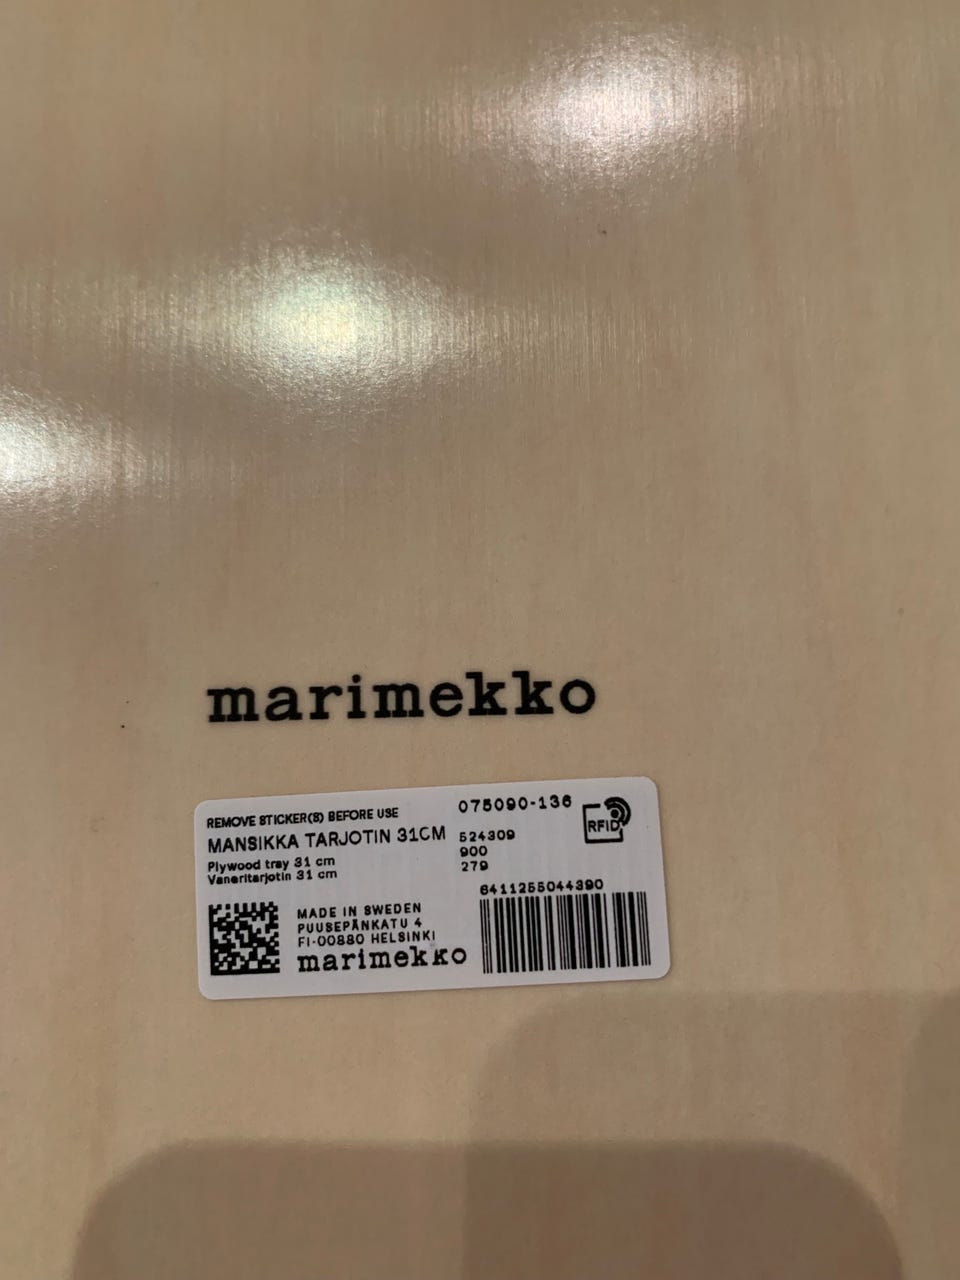 marimekko
REMOVE STICKER(S) BEFORE USE
MANSIKKA TARJOTIN 31CM
Plywood tray 31 cm
Vaneritarjotin 31 cm
075090-136
524309
900
279
RFID
6411255044390
MADE IN SWEDEN
PUUSEPÄNKATU 4
FI-00880 HELSINKI
marimekko